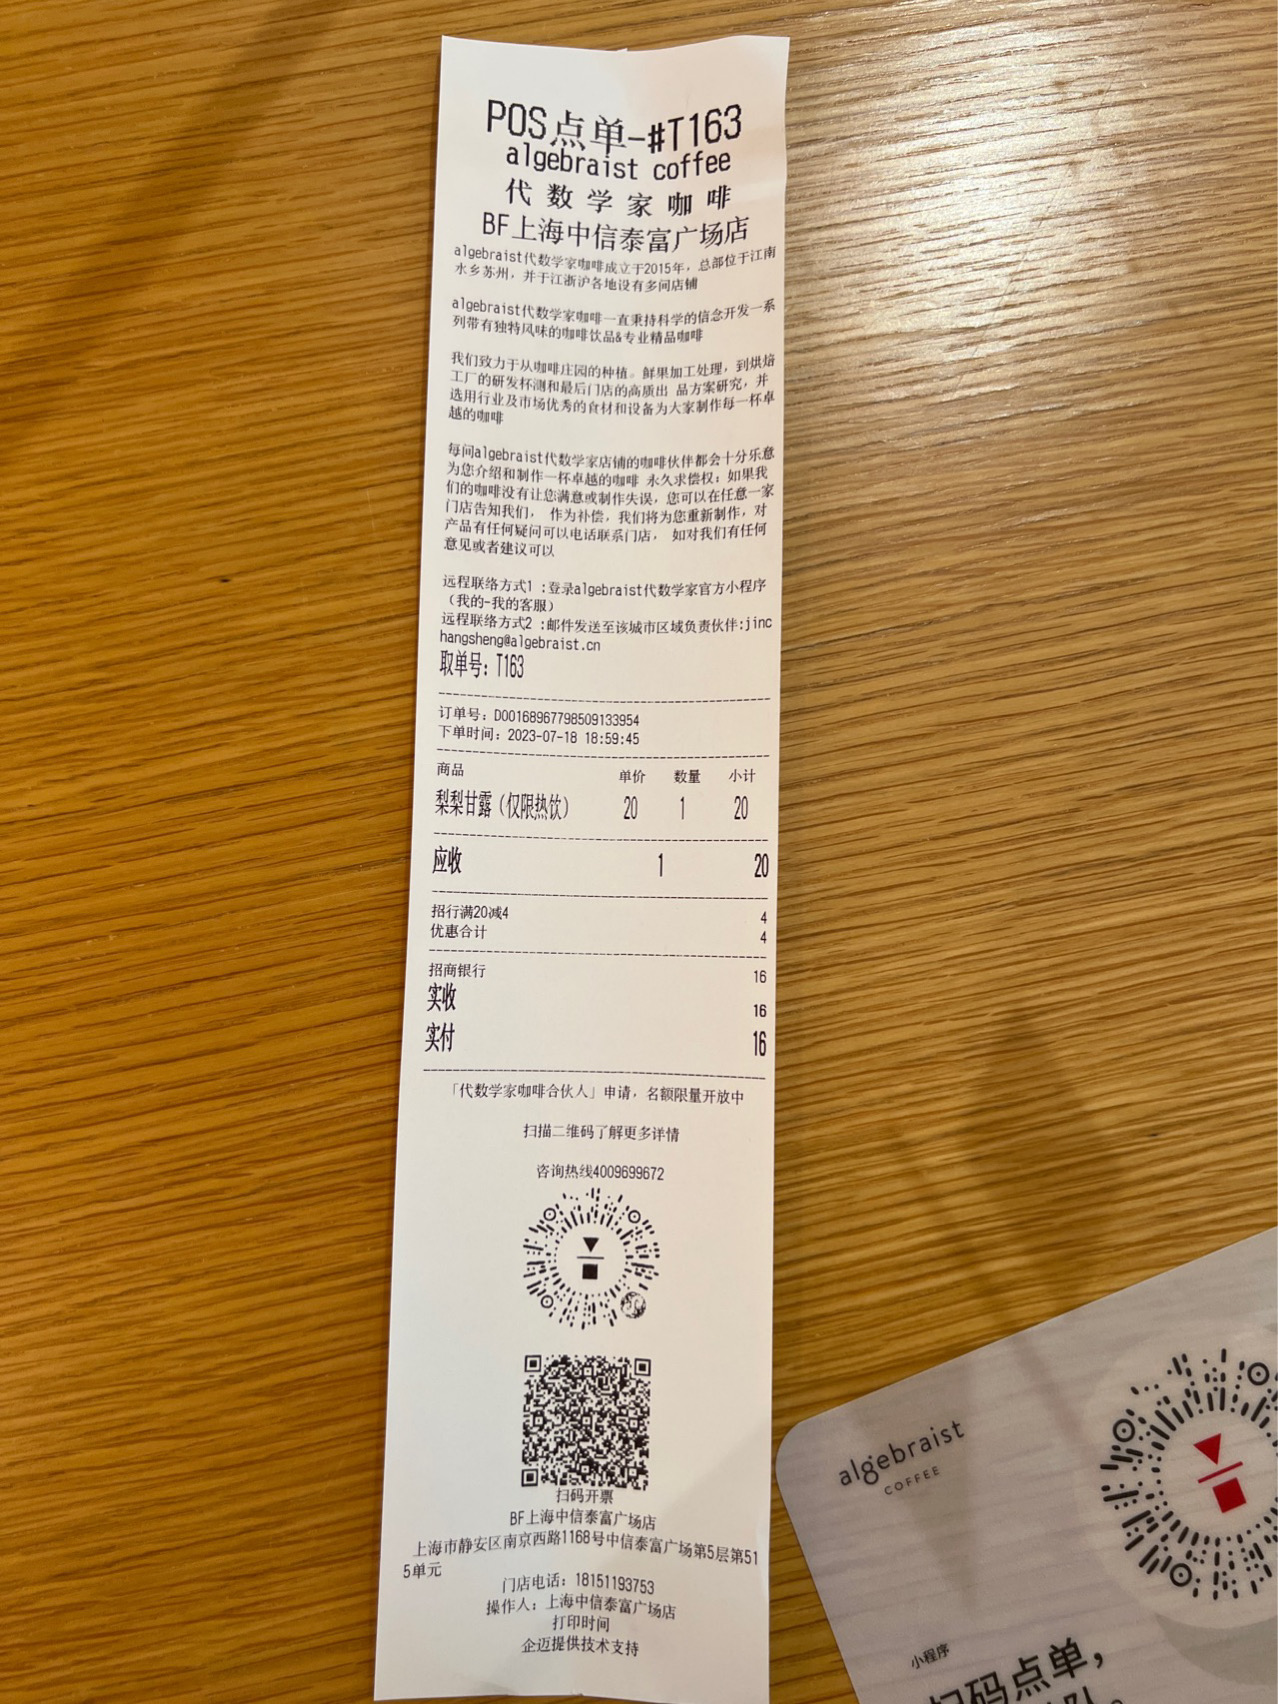 POS点单-#T163
algebraist coffee
代数学家咖啡
BF上海中信泰富广场店
algebraist代数学家咖啡成立于2015年，总部位于江南
水乡苏州，并于江浙沪各地设有多间店铺
algebraist代数学家咖啡一直秉持科学的信念开发一系
列带有独特风味的咖啡饮品&专业精品咖啡
我们致力于从咖啡庄园的种植。鲜果加工处理，到烘焙
工厂的研发杯测和最后门店的高质出 品方案研究，并
选用行业及市场优秀的食材和设备为大家制作每一杯卓
越的咖啡
每间algebraist代数学家店铺的咖啡伙伴都会十分乐意
为您介绍和制作一杯卓越的咖啡 永久求偿权：如果我
们的咖啡没有让您满意或制作失误，您可以在任意一家
门店告知我们， 作为补偿，我们将为您重新制作，对
产品有任何疑问可以电话联系门店， 如对我们有任何
意见或者建议可以
远程联络方式1 :登录algebraist代数学家官方小程序
（我的-我的客服）
远程联络方式2 :邮件发送至该城市区域负责伙伴:jinc
hangsheng@algebraist.cn
取单号：T163
订单号：D00168967798509133954
下单时间：2023-07-18 18:59:45
商品 单价 数量 小计
梨梨甘露（仅限热饮） 20 1 20
应收 1 20
招行满20减4 4
优惠合计 4
招商银行 16
实收 16
实付 16
「代数学家咖啡合伙人」申请，名额限量开放中
扫描二维码了解更多详情
咨询热线4009699672
扫码开票
BF上海中信泰富广场店
上海市静安区南京西路1168号中信泰富广场第5层第51
5单元
门店电话：18151193753
操作人：上海中信泰富广场店
打印时间
企迈提供技术支持
algebraist
COFFEE
小程序
扫码点单，